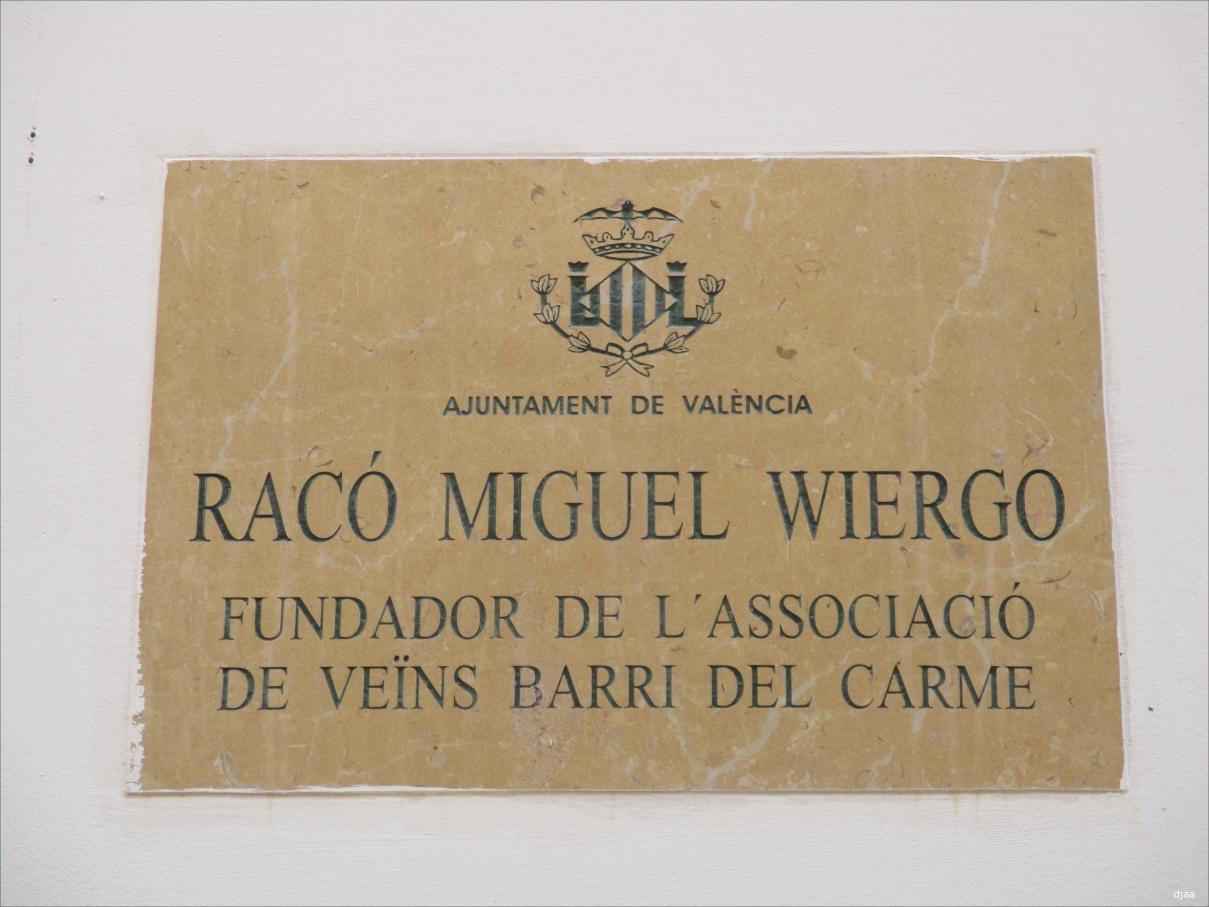 AJUNTAMENT DE VALÈNCIA
RACÓ MIGUEL WIERGO
FUNDADOR DE L´ASSOCIACIÓ
DE VEÏNS BARRI DEL CARME
djaa